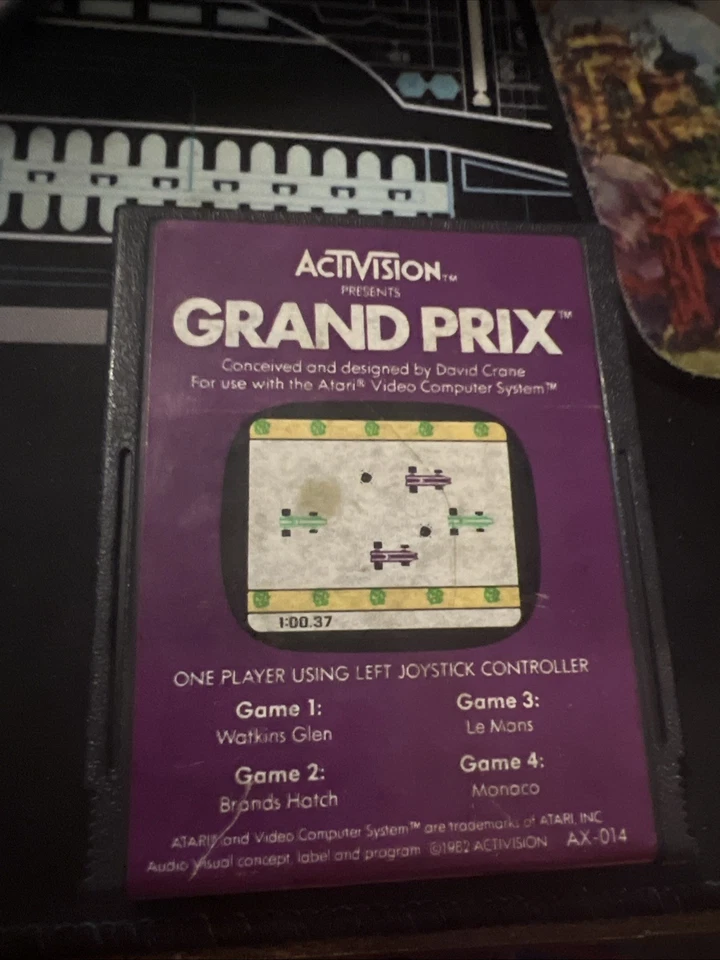 ACTIVISION™
PRESENTS
GRAND PRIX™
Conceived and designed by David Crane
For use with the Atari® Video Computer System™
1:00.37
ONE PLAYER USING LEFT JOYSTICK CONTROLLER
Game 1:
Watkins Glen
Game 2:
Brands Hatch
Game 3:
Le Mans
Game 4:
Monaco
ATARI® and Video Computer System™ are trademarks of ATARI, INC
Audio Visual concept, label and program ©1982 ACTIVISION AX-014